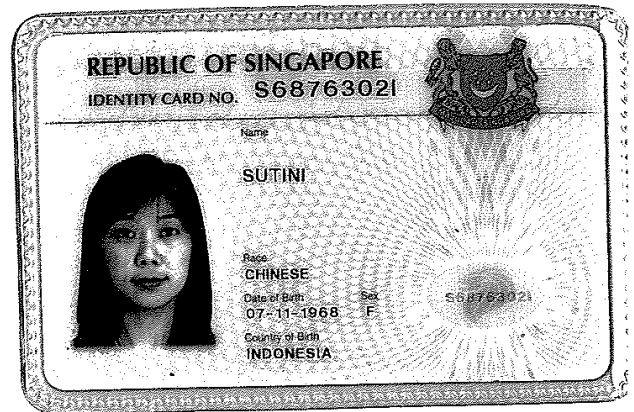 REPUBLIC OF SINGAPORE
IDENTITY CARD NO. S6876302I
Name
SUTINI
Race
CHINESE
Date of Birth Sex
07-11-1968 F
S6876302I
Country of Birth
INDONESIA